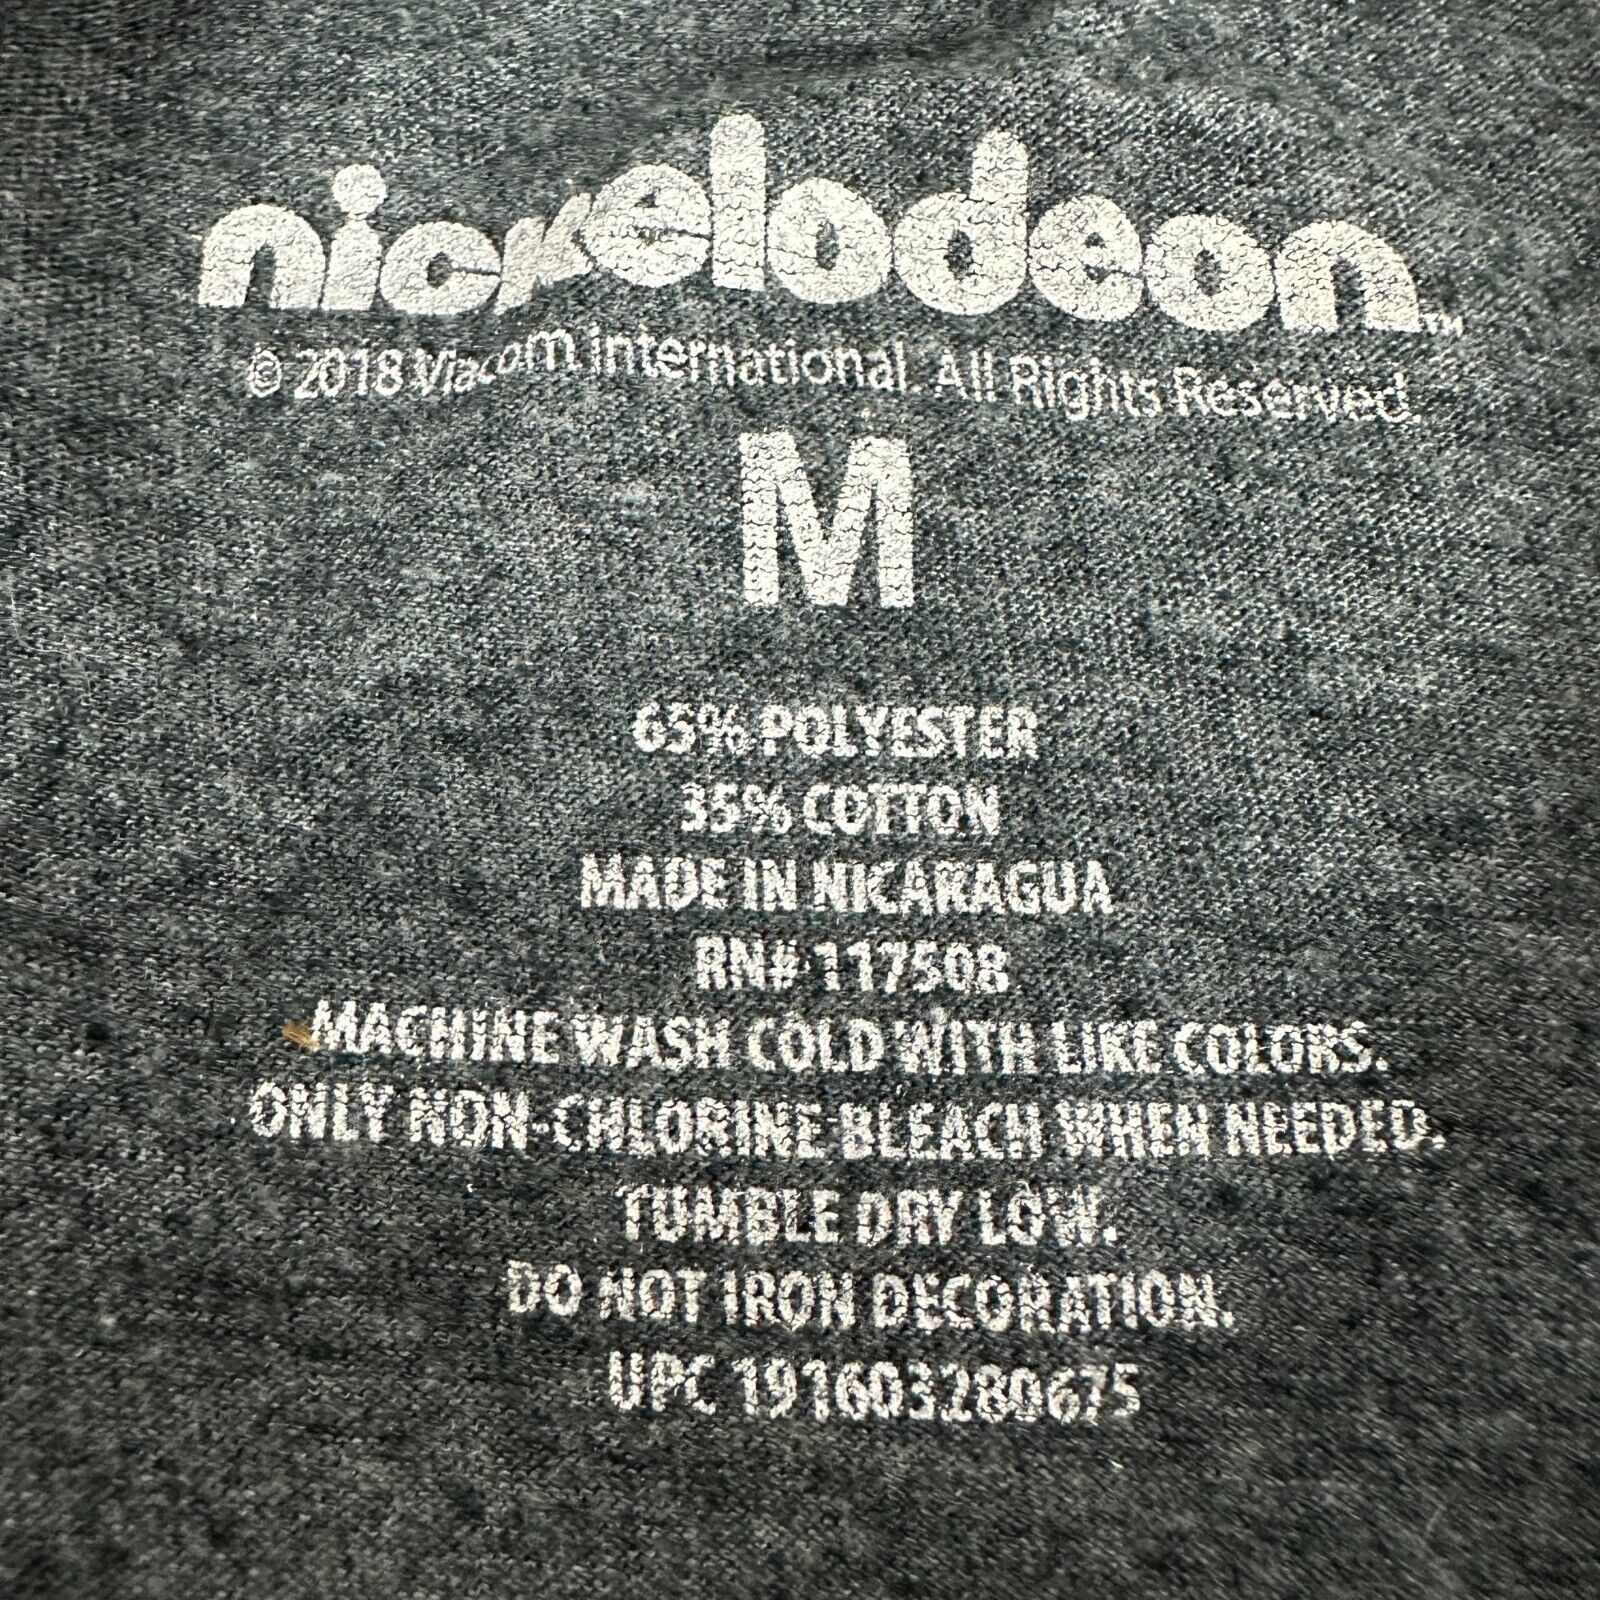 nickelodeon™
© 2018 Viacom International. All Rights Reserved.
M
65% POLYESTER
35% COTTON
MADE IN NICARAGUA
RN# 117508
MACHINE WASH COLD WITH LIKE COLORS.
ONLY NON-CHLORINE BLEACH WHEN NEEDED.
TUMBLE DRY LOW.
DO NOT IRON DECORATION.
UPC 191603280675